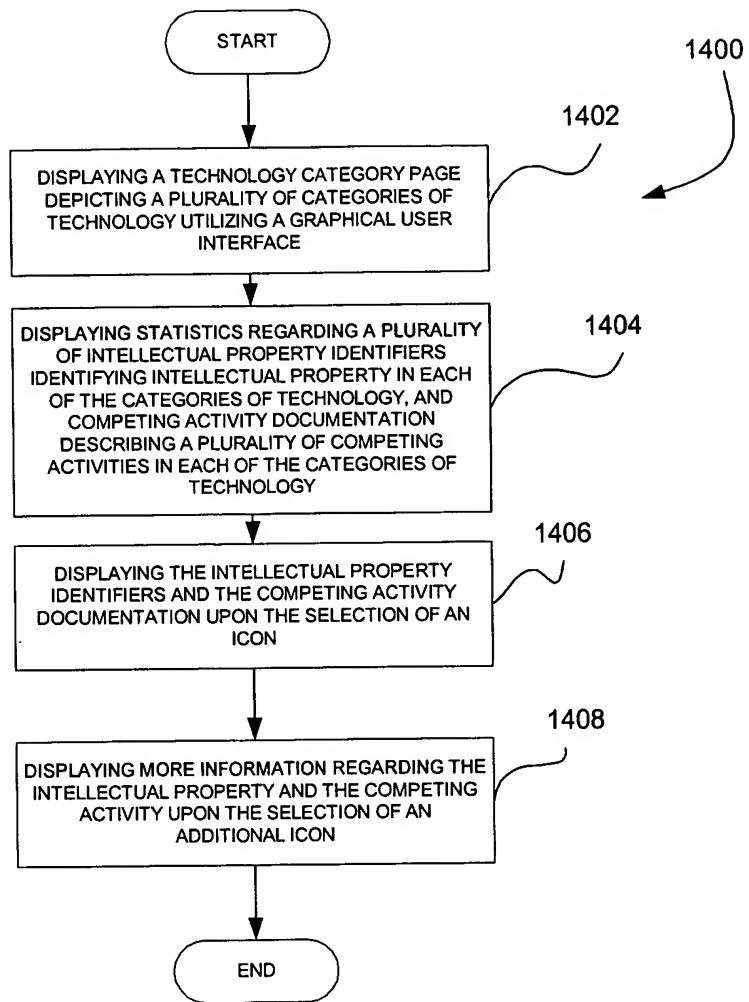 START
1400
1402
DISPLAYING A TECHNOLOGY CATEGORY PAGE
DEPICTING A PLURALITY OF CATEGORIES OF
TECHNOLOGY UTILIZING A GRAPHICAL USER
INTERFACE
1404
DISPLAYING STATISTICS REGARDING A PLURALITY
OF INTELLECTUAL PROPERTY IDENTIFIERS
IDENTIFYING INTELLECTUAL PROPERTY IN EACH
OF THE CATEGORIES OF TECHNOLOGY, AND
COMPETING ACTIVITY DOCUMENTATION
DESCRIBING A PLURALITY OF COMPETING
ACTIVITIES IN EACH OF THE CATEGORIES OF
TECHNOLOGY
1406
DISPLAYING THE INTELLECTUAL PROPERTY
IDENTIFIERS AND THE COMPETING ACTIVITY
DOCUMENTATION UPON THE SELECTION OF AN
ICON
1408
DISPLAYING MORE INFORMATION REGARDING THE
INTELLECTUAL PROPERTY AND THE COMPETING
ACTIVITY UPON THE SELECTION OF AN
ADDITIONAL ICON
END